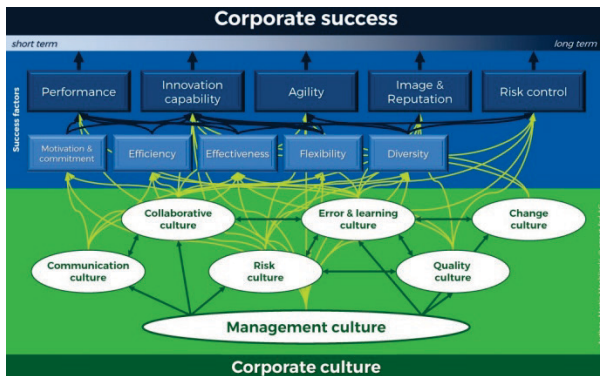 Corporate success
short term
long term
Success factors
Performance
Innovation
capability
Agility
Image &
Reputation
Risk control
Motivation &
commitment
Efficiency
Effectiveness
Flexibility
Diversity
Collaborative
culture
Error & learning
culture
Change
culture
Communication
culture
Risk
culture
Quality
culture
Management culture
Corporate culture